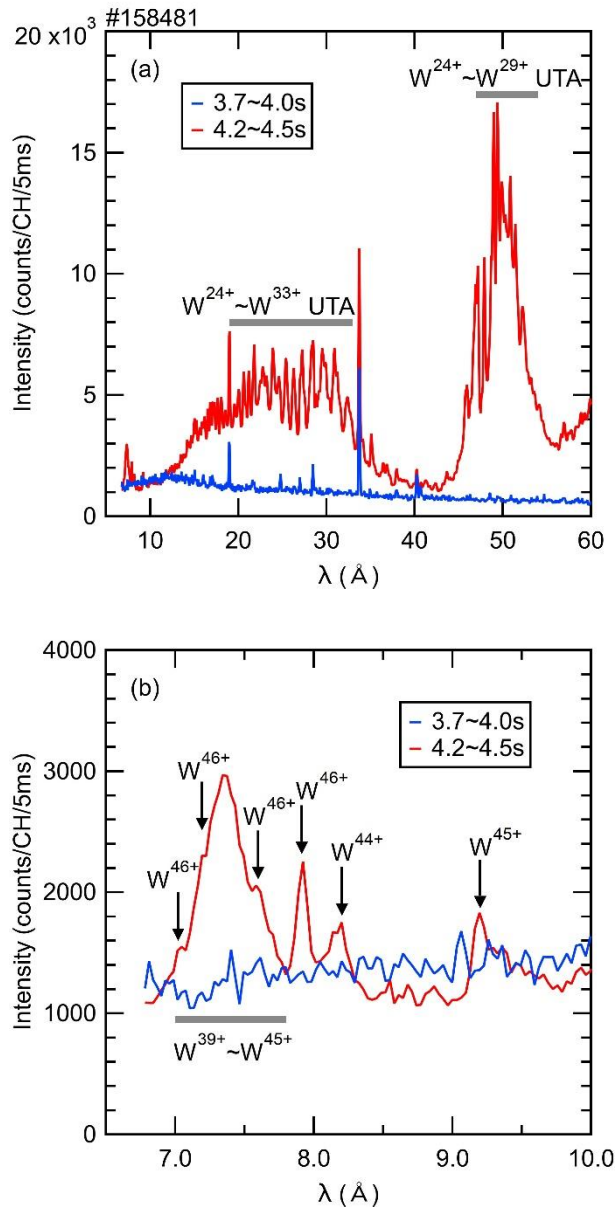 #158481
20 x10³
(a)
W²⁴⁺~W²⁹⁺ UTA
3.7~4.0s
4.2~4.5s
15
W²⁴⁺~W³³⁺ UTA
10
5
0
Intensity (counts/CH/5ms)
10 20 30 40 50 60
λ (Å)
4000
(b)
3.7~4.0s
4.2~4.5s
3000
W⁴⁶⁺
W⁴⁶⁺
W⁴⁶⁺
W⁴⁶⁺
W⁴⁴⁺
W⁴⁵⁺
2000
1000
W³⁹⁺~W⁴⁵⁺
0
Intensity (counts/CH/5ms)
7.0 8.0 9.0 10.0
λ (Å)